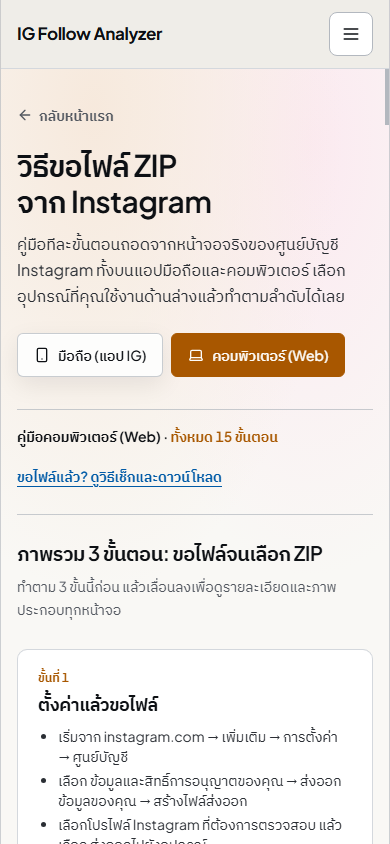 IG Follow Analyzer
← กลับหน้าแรก
วิธีขอไฟล์ ZIP
จาก Instagram
คู่มือทีละขั้นตอนถอดจากหน้าจอจริงของศูนย์บัญชี
Instagram ทั้งบนแอปมือถือและคอมพิวเตอร์ เลือก
อุปกรณ์ที่คุณใช้งานด้านล่างแล้วทำตามลำดับได้เลย
มือถือ (แอป IG)
คอมพิวเตอร์ (Web)
คู่มือคอมพิวเตอร์ (Web) · ทั้งหมด 15 ขั้นตอน
ขอไฟล์แล้ว? ดูวิธีเช็กและดาวน์โหลด
ภาพรวม 3 ขั้นตอน: ขอไฟล์จนเลือก ZIP
ทำตาม 3 ขั้นนี้ก่อน แล้วเลื่อนลงเพื่อดูรายละเอียดและภาพ
ประกอบทุกหน้าจอ
ขั้นที่ 1
ตั้งค่าแล้วขอไฟล์
• เริ่มจาก instagram.com → เพิ่มเติม → การตั้งค่า
→ ศูนย์บัญชี
• เลือก ข้อมูลและสิทธิ์การอนุญาตของคุณ → ส่งออก
ข้อมูลของคุณ → สร้างไฟล์ส่งออก
• เลือกโปรไฟล์ Instagram ที่ต้องการตรวจสอบ แล้ว